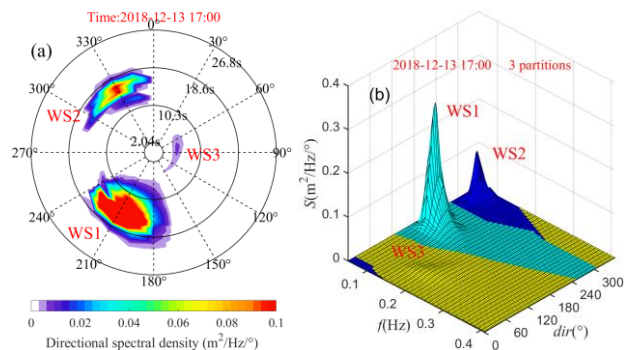 Time:2018-12-13 17:00
(a)
0°
30°
60°
90°
120°
150°
180°
210°
240°
270°
300°
330°
26.8s
18.6s
10.3s
2.04s
WS2
WS3
WS1
0 0.02 0.04 0.06 0.08 0.1
Directional spectral density (m²/Hz/°)
2018-12-13 17:00 3 partitions
(b)
WS1
WS2
WS3
S(m²/Hz/°)
0.4
0.3
0.2
0.1
0
0.1
0.2
0.3
0.4
f(Hz)
0
60
120
180
240
300
dir(°)